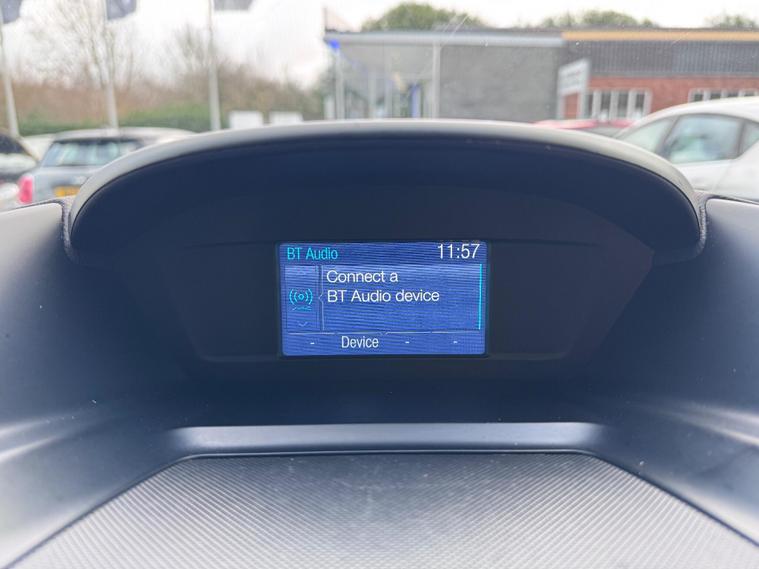 BT Audio 11:57
Connect a
BT Audio device
- Device - -